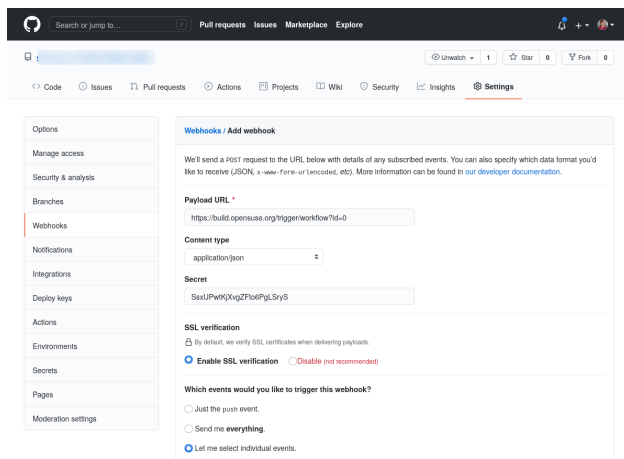 Search or jump to...
/
Pull requests Issues Marketplace Explore
Unwatch 1 Star 0 Fork 0
Code Issues Pull requests Actions Projects Wiki Security Insights Settings
Options
Manage access
Security & analysis
Branches
Webhooks
Notifications
Integrations
Deploy keys
Actions
Environments
Secrets
Pages
Moderation settings
Webhooks / Add webhook
We'll send a POST request to the URL below with details of any subscribed events. You can also specify which data format you'd
like to receive (JSON, x-www-form-urlencoded, etc). More information can be found in our developer documentation.
Payload URL *
https://build.opensuse.org/trigger/workflow?id=0
Content type
application/json
Secret
SsxUPwtKjXvgZFto6PgLSryS
SSL verification
By default, we verify SSL certificates when delivering payloads.
Enable SSL verification Disable (not recommended)
Which events would you like to trigger this webhook?
Just the push event.
Send me everything.
Let me select individual events.